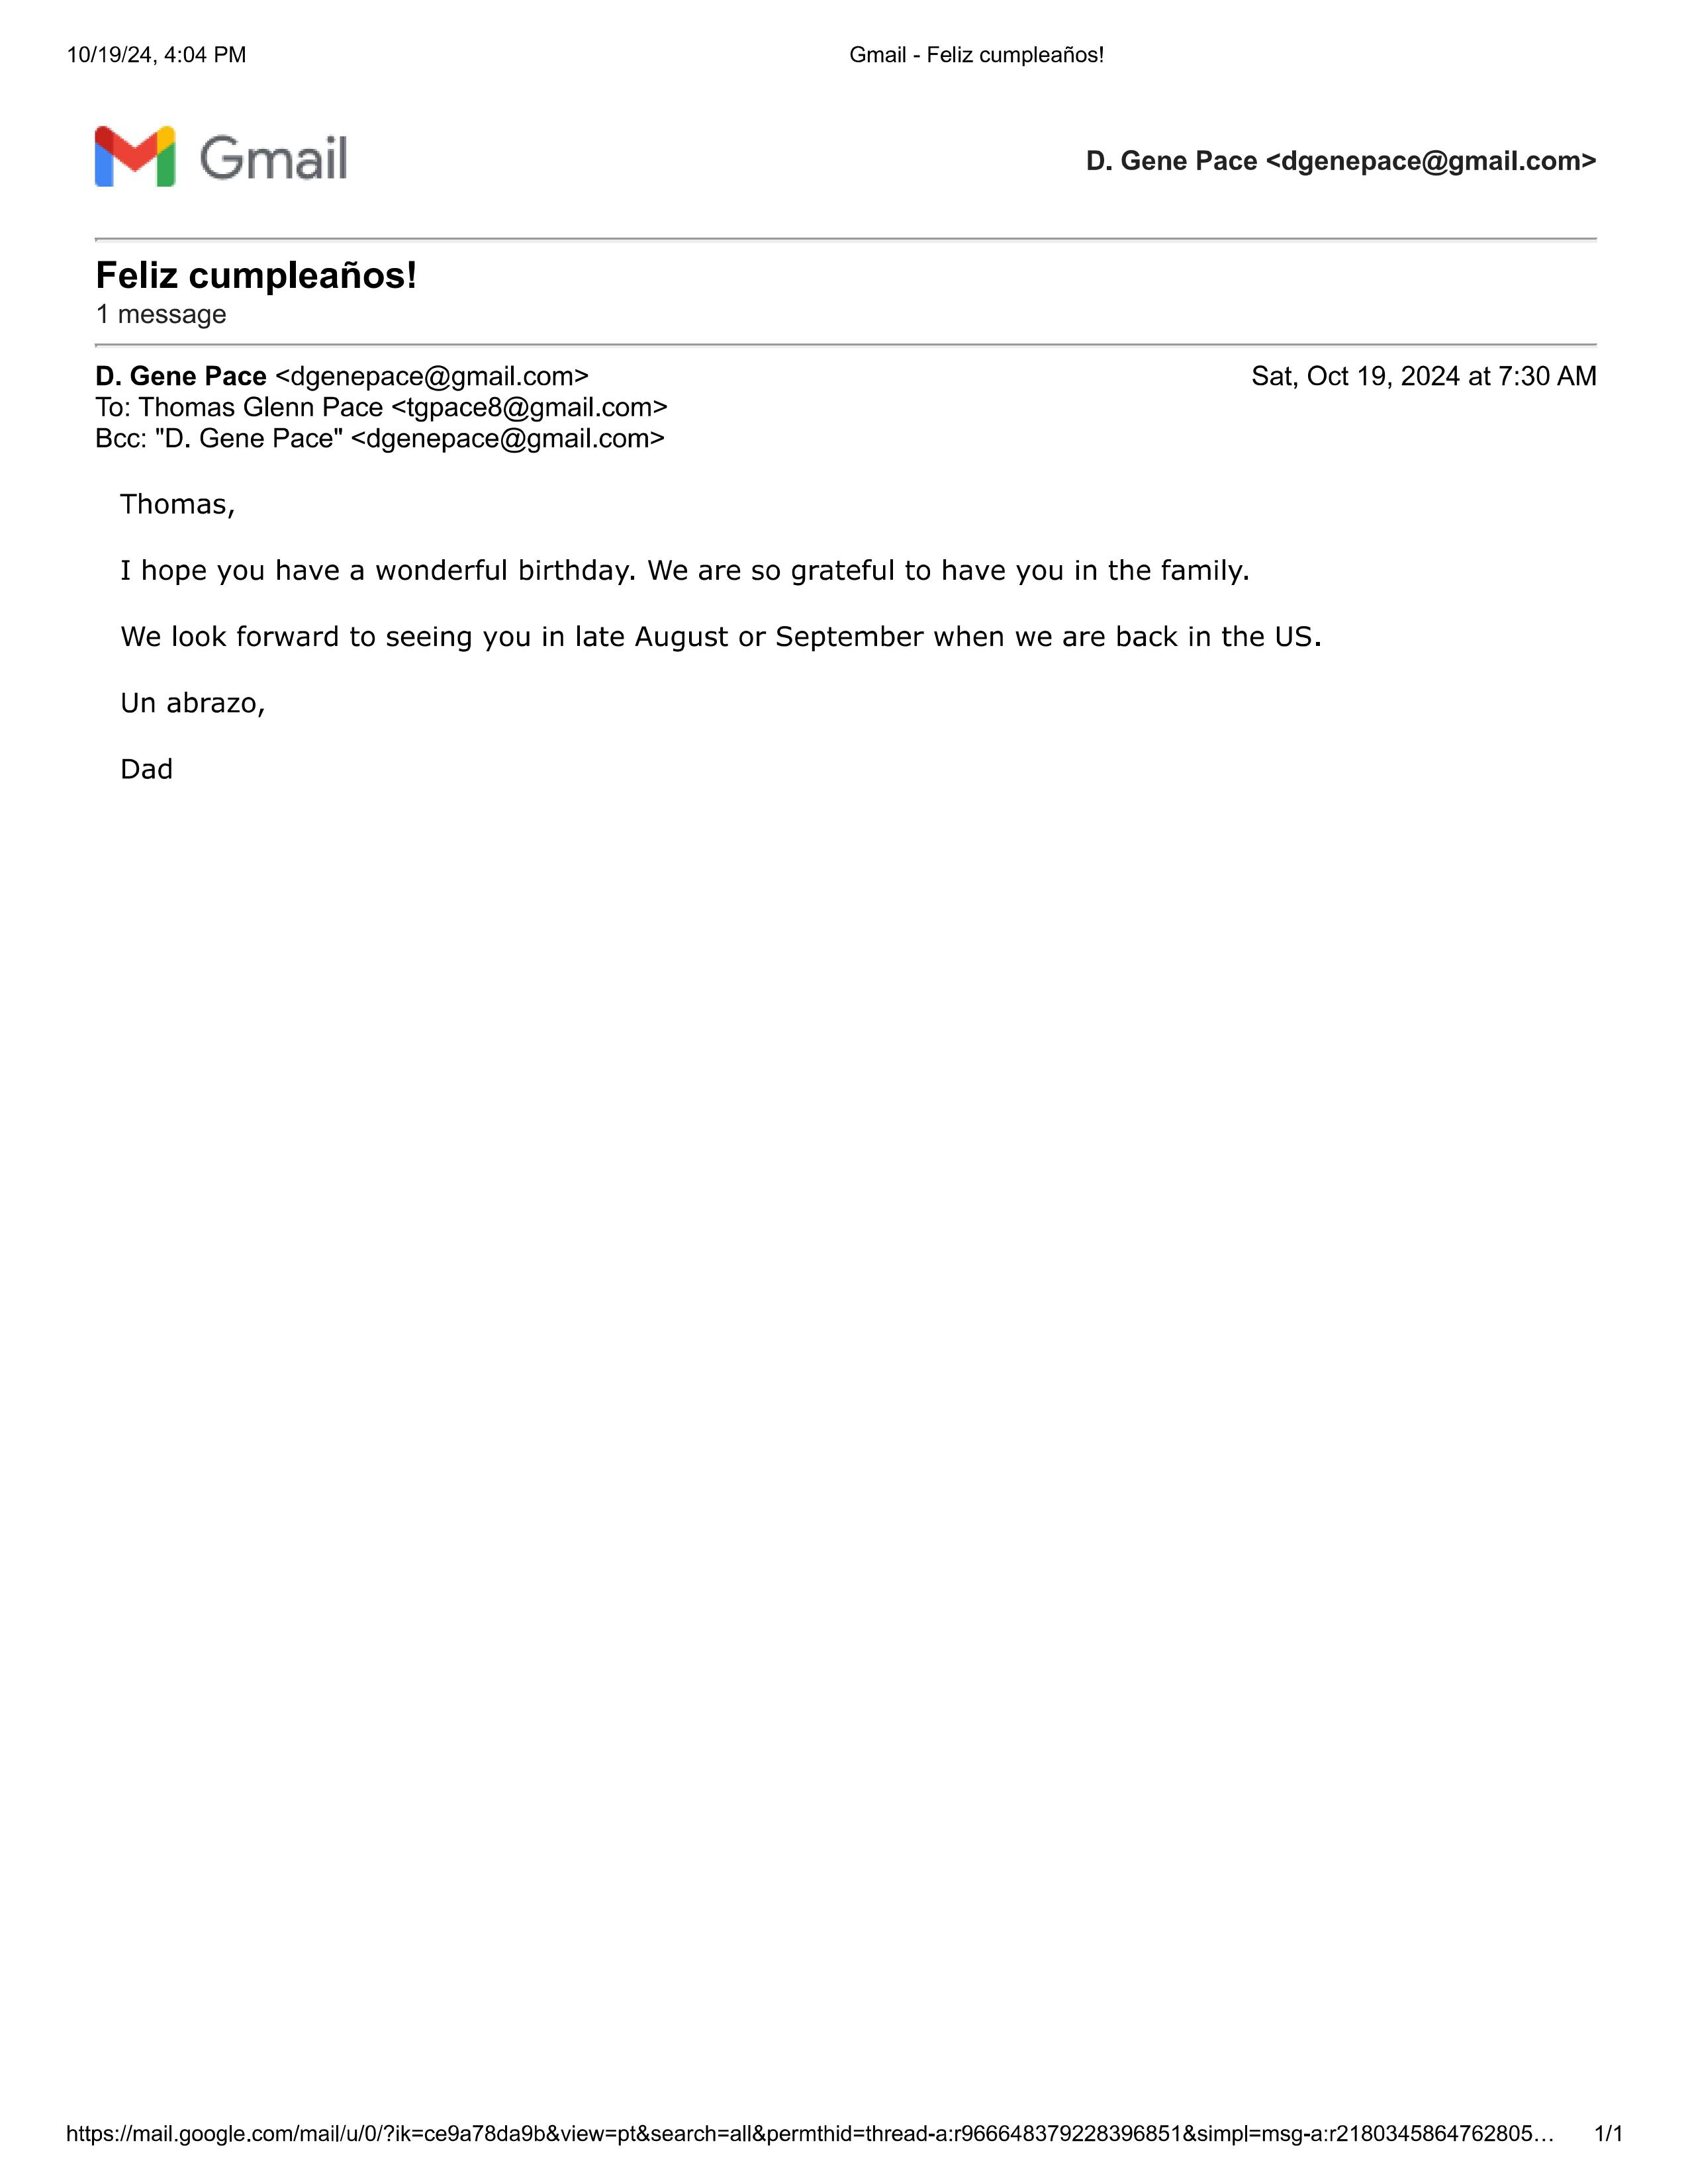 10/19/24, 4:04 PM Gmail - Feliz cumpleaños!
Gmail D. Gene Pace <dgenepace@gmail.com>
Feliz cumpleaños!
1 message
D. Gene Pace <dgenepace@gmail.com> Sat, Oct 19, 2024 at 7:30 AM
To: Thomas Glenn Pace <tgpace8@gmail.com>
Bcc: "D. Gene Pace" <dgenepace@gmail.com>
Thomas,
I hope you have a wonderful birthday. We are so grateful to have you in the family.
We look forward to seeing you in late August or September when we are back in the US.
Un abrazo,
Dad
https://mail.google.com/mail/u/0/?ik=ce9a78da9b&view=pt&search=all&permthid=thread-a:r966648379228396851&simpl=msg-a:r2180345864762805… 1/1